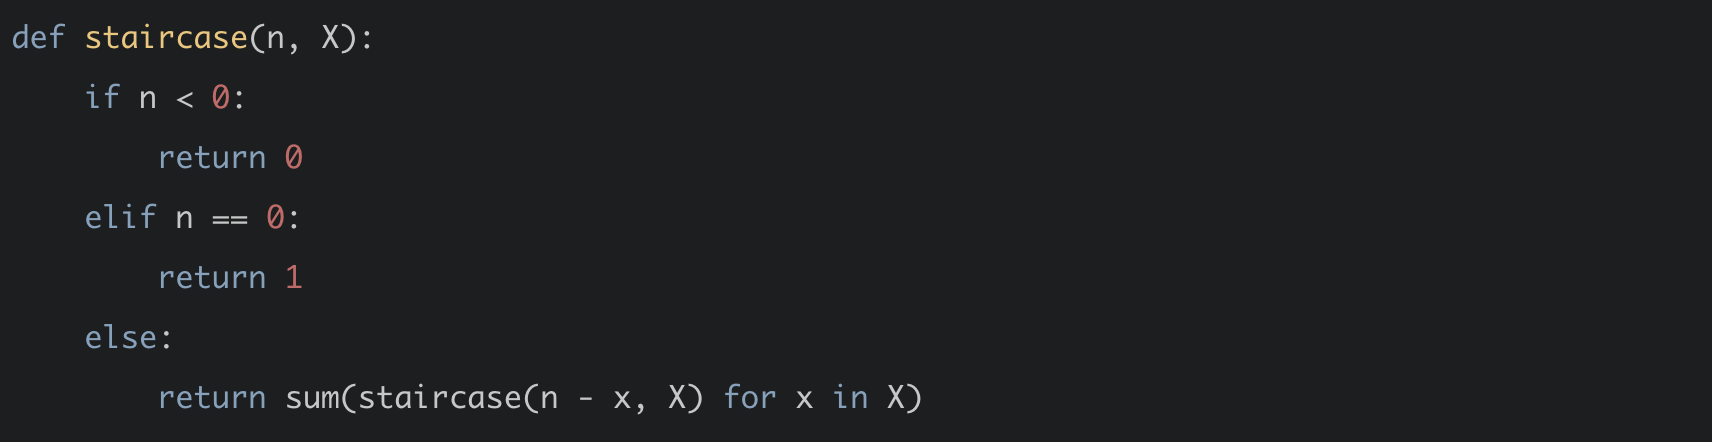 def staircase(n, X):
    if n < 0:
        return 0
    elif n == 0:
        return 1
    else:
        return sum(staircase(n - x, X) for x in X)